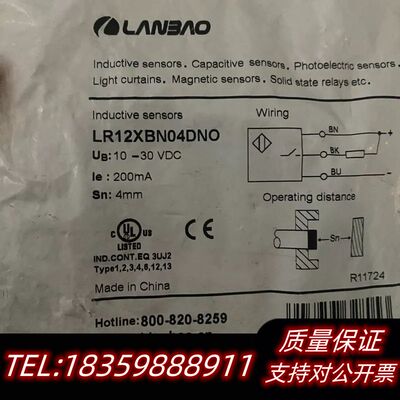 LANBAO
Inductive sensors. Capacitive sensors. Photoelectric sensors.
Light curtains. Magnetic sensors. Solid state relays etc.
Inductive sensors
LR12XBN04DNO
UB: 10 -30 VDC
Ie : 200mA
Sn: 4mm
Wiring
BN +
BK
BU -
Operating distance
Sn
C UL US
LISTED
IND.CONT.EQ 3UJ2
Type1,2,3,4,6,12,13
R11724
Made in China
Hotline: 800-820-8259
TEL:18359888911
质量保证
支持对公开票